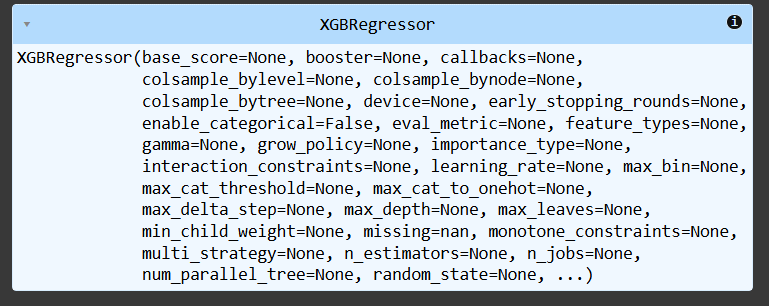 XGBRegressor
XGBRegressor(base_score=None, booster=None, callbacks=None,
colsample_bylevel=None, colsample_bynode=None,
colsample_bytree=None, device=None, early_stopping_rounds=None,
enable_categorical=False, eval_metric=None, feature_types=None,
gamma=None, grow_policy=None, importance_type=None,
interaction_constraints=None, learning_rate=None, max_bin=None,
max_cat_threshold=None, max_cat_to_onehot=None,
max_delta_step=None, max_depth=None, max_leaves=None,
min_child_weight=None, missing=nan, monotone_constraints=None,
multi_strategy=None, n_estimators=None, n_jobs=None,
num_parallel_tree=None, random_state=None, ...)